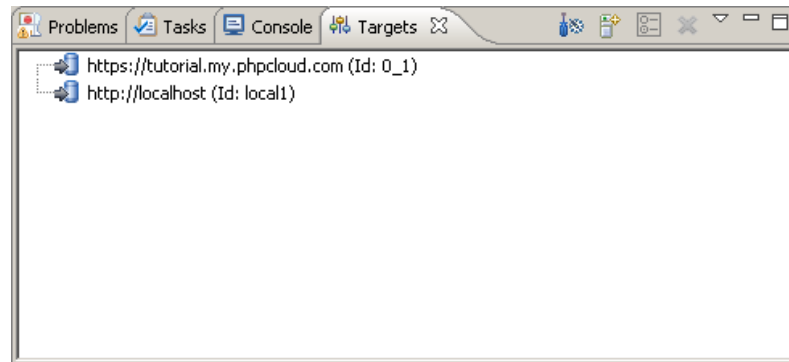 Problems Tasks Console Targets
https://tutorial.my.phpcloud.com (Id: 0_1)
http://localhost (Id: local1)